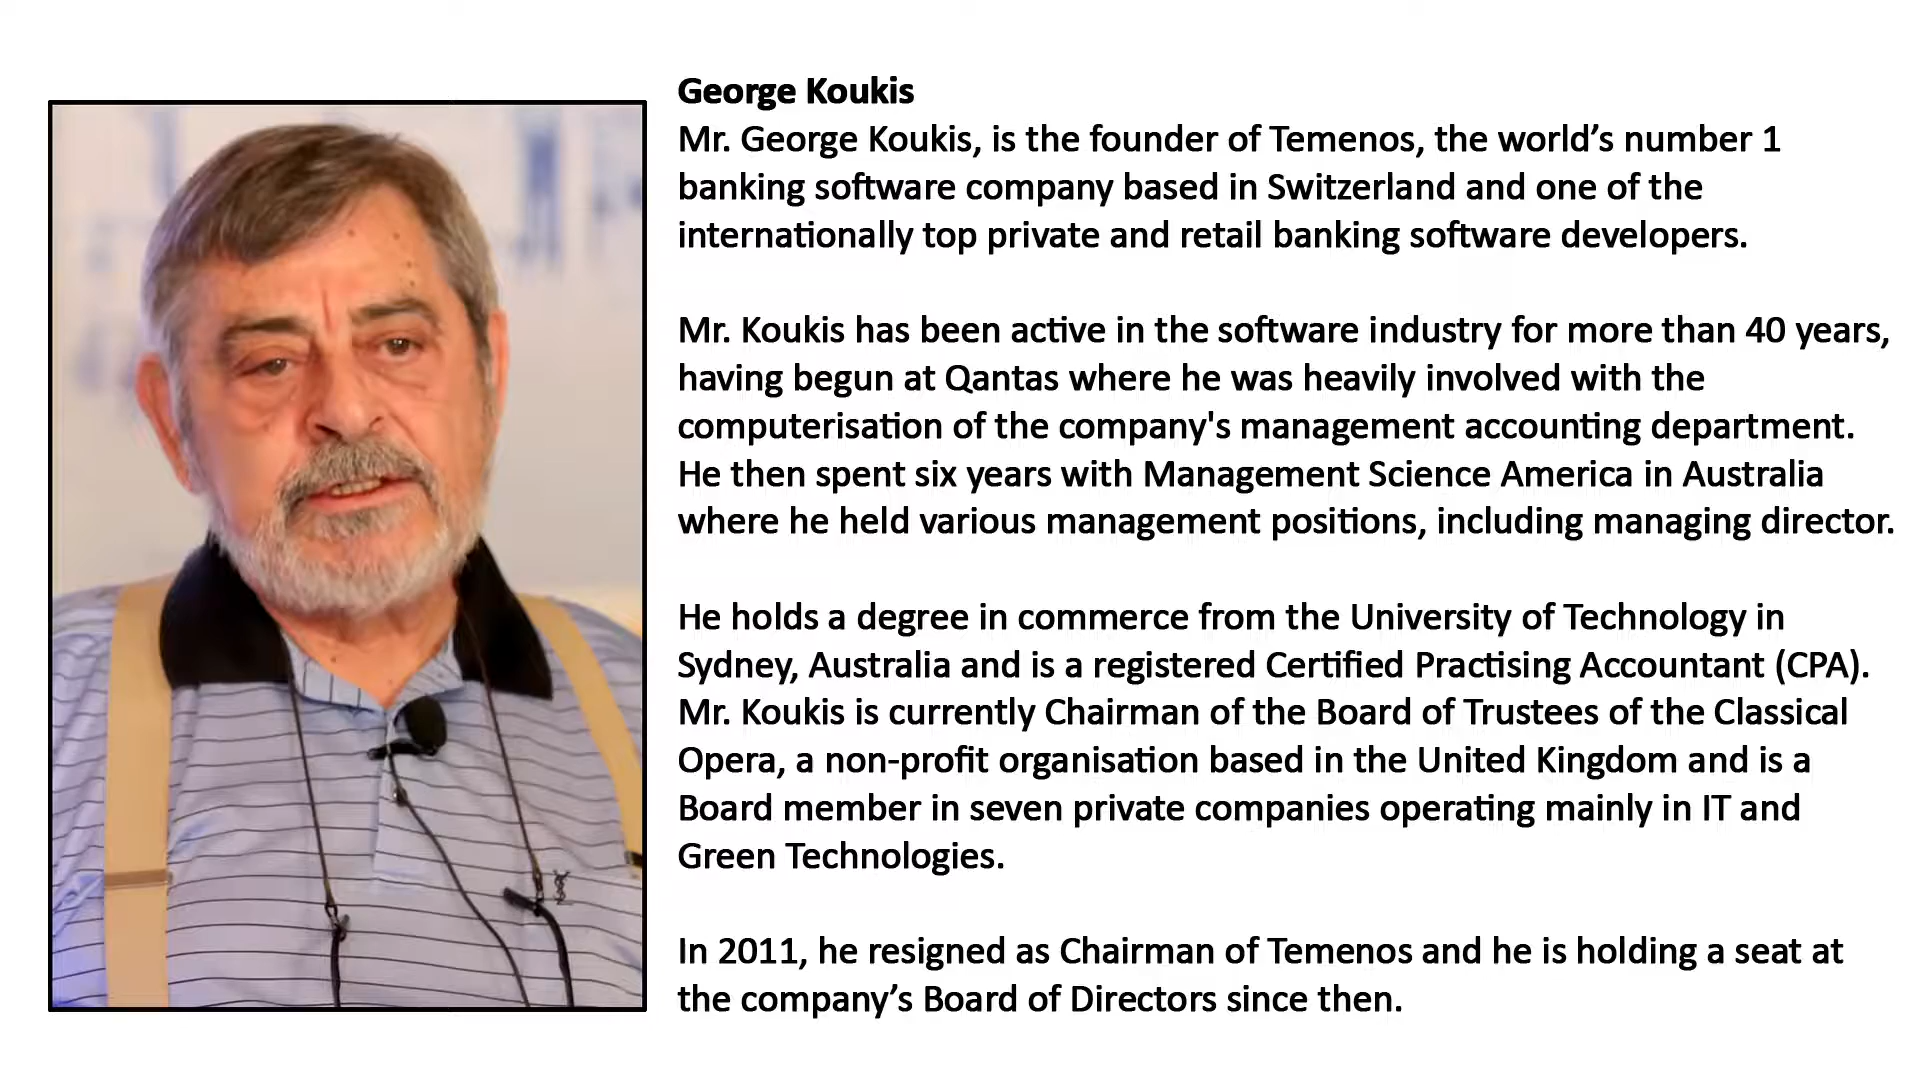 George Koukis
Mr. George Koukis, is the founder of Temenos, the world’s number 1
banking software company based in Switzerland and one of the
internationally top private and retail banking software developers.
Mr. Koukis has been active in the software industry for more than 40 years,
having begun at Qantas where he was heavily involved with the
computerisation of the company's management accounting department.
He then spent six years with Management Science America in Australia
where he held various management positions, including managing director.
He holds a degree in commerce from the University of Technology in
Sydney, Australia and is a registered Certified Practising Accountant (CPA).
Mr. Koukis is currently Chairman of the Board of Trustees of the Classical
Opera, a non-profit organisation based in the United Kingdom and is a
Board member in seven private companies operating mainly in IT and
Green Technologies.
In 2011, he resigned as Chairman of Temenos and he is holding a seat at
the company’s Board of Directors since then.